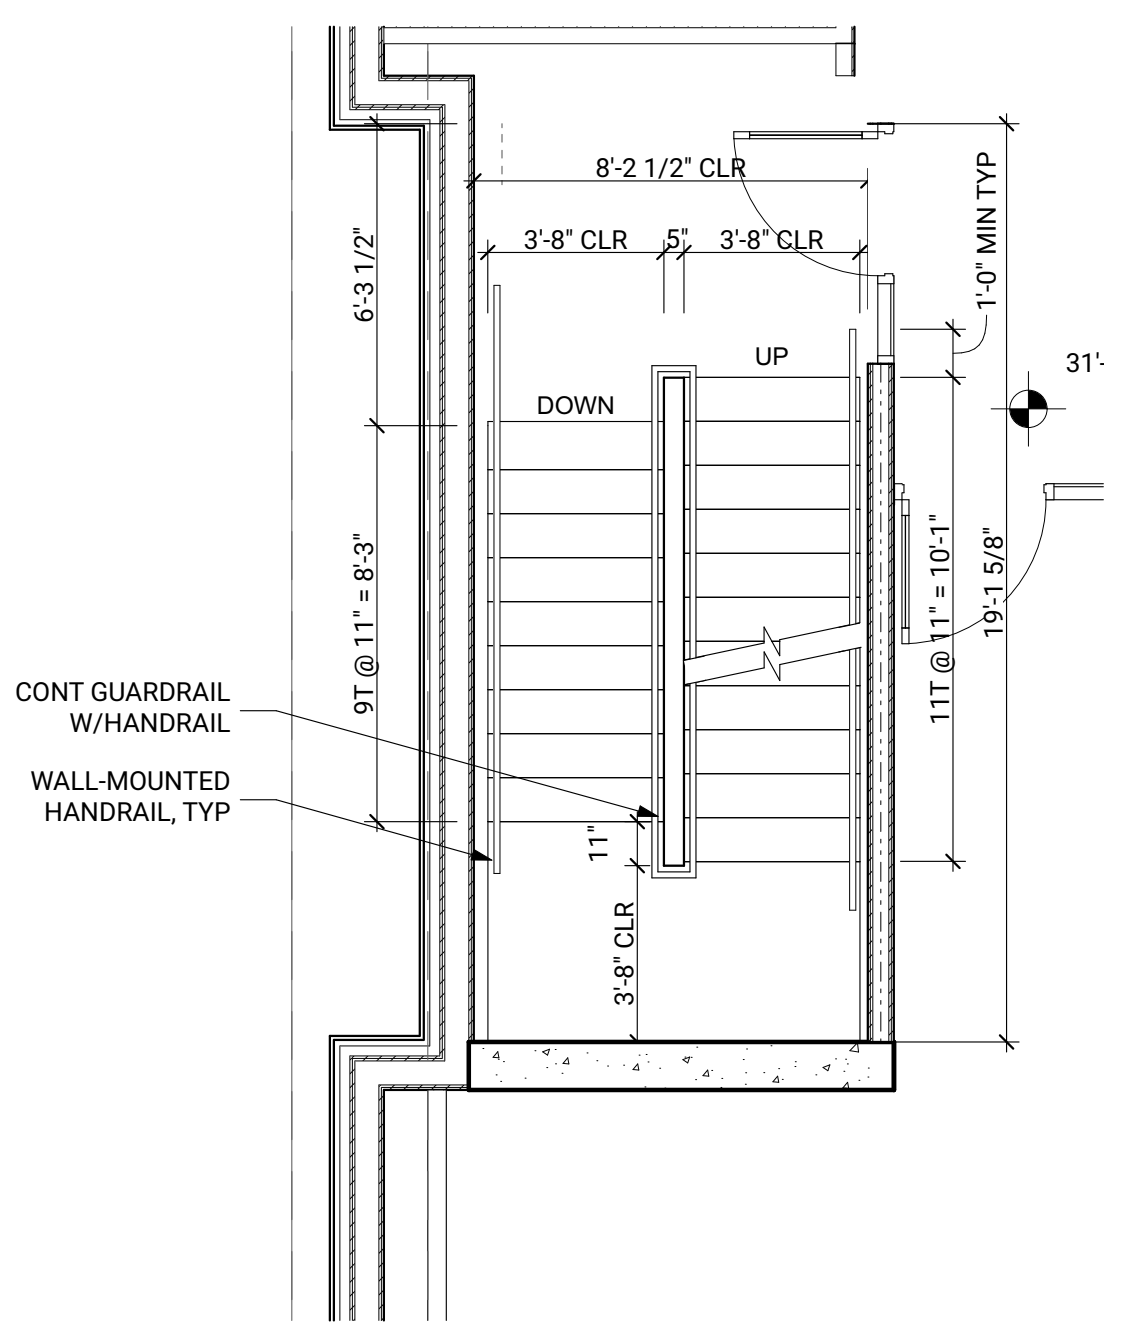 8'-2 1/2" CLR
1'-0" MIN TYP
3'-8" CLR
5"
3'-8" CLR
6'-3 1/2"
UP
31'-
DOWN
9T @ 11" = 8'-3"
11T @ 11" = 10'-1"
19'-1 5/8"
CONT GUARDRAIL
W/HANDRAIL
WALL-MOUNTED
HANDRAIL, TYP
11"
3'-8" CLR